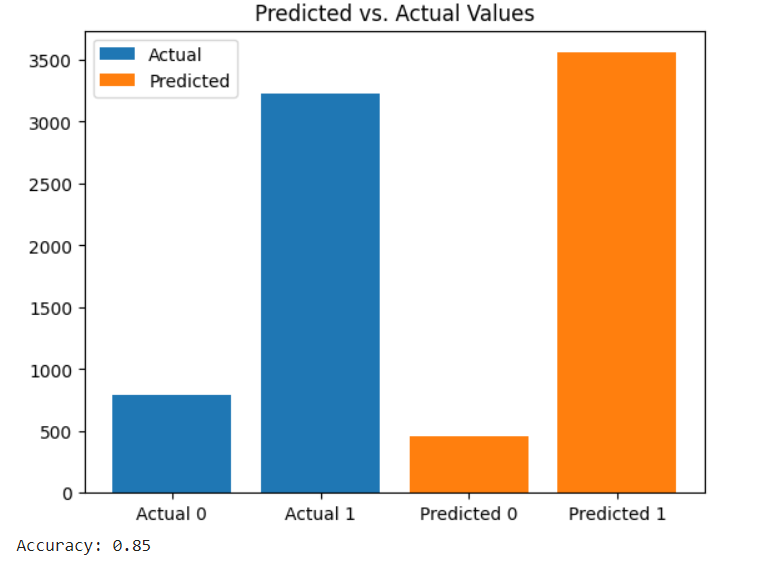 Predicted vs. Actual Values
Actual
Predicted
3500
3000
2500
2000
1500
1000
500
0
Actual 0 Actual 1 Predicted 0 Predicted 1
Accuracy: 0.85